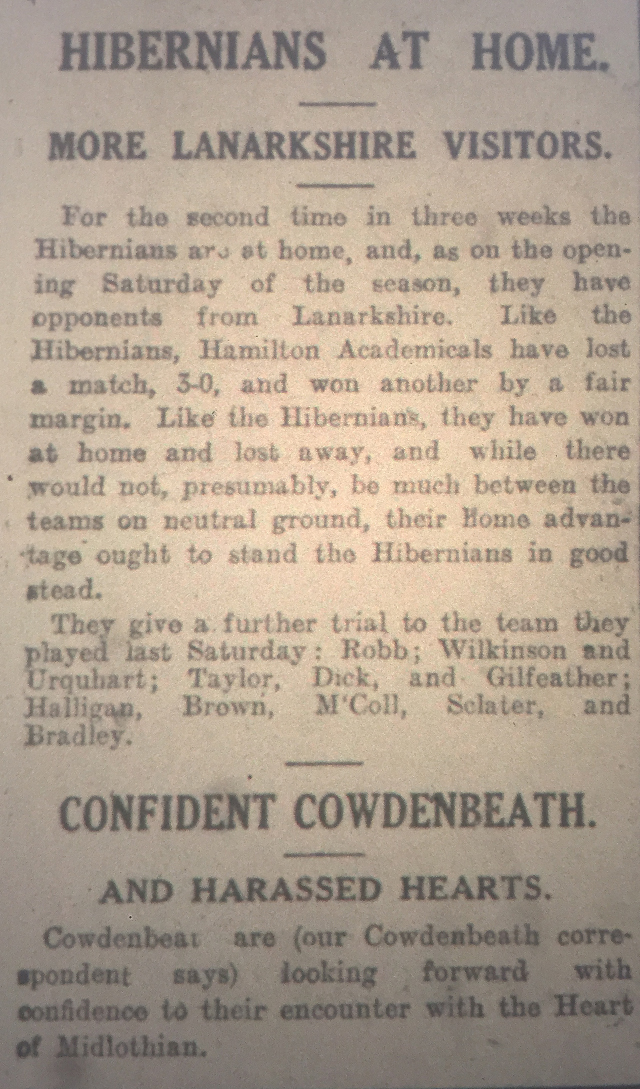 HIBERNIANS AT HOME.
MORE LANARKSHIRE VISITORS.
For the second time in three weeks the
Hibernians are at home, and, as on the open-
ing Saturday of the season, they have
opponents from Lanarkshire. Like the
Hibernians, Hamilton Academicals have lost
a match, 3-0, and won another by a fair
margin. Like the Hibernians, they have won
at home and lost away, and while there
would not, presumably, be much between the
teams on neutral ground, their Home advan-
tage ought to stand the Hibernians in good
stead.
They give a further trial to the team they
played last Saturday: Robb; Wilkinson and
Urquhart; Taylor, Dick, and Gilfeather;
Halligan, Brown, M'Coll, Sclater, and
Bradley.
CONFIDENT COWDENBEATH.
AND HARASSED HEARTS.
Cowdenbeat are (our Cowdenbeath corre-
spondent says) looking forward with
confidence to their encounter with the Heart
of Midlothian.